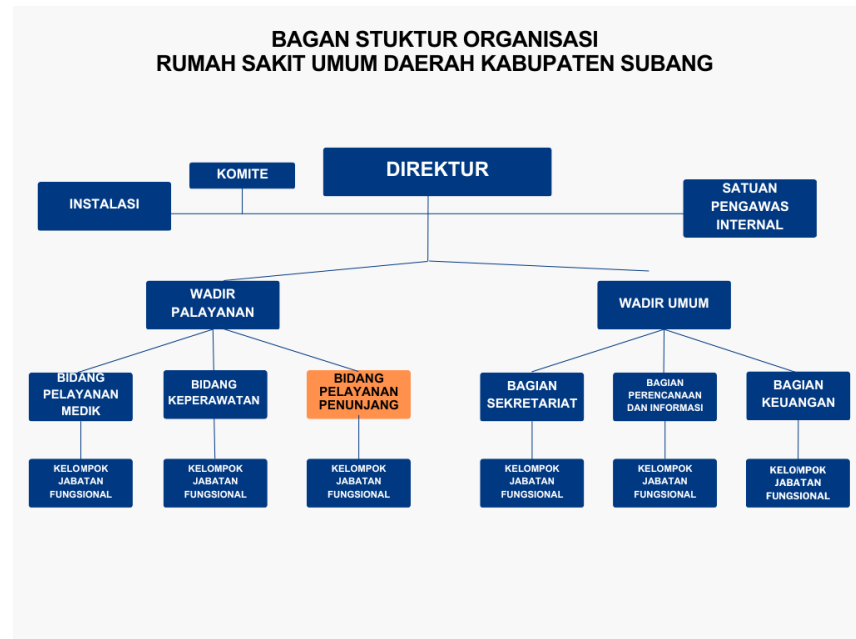 BAGAN STUKTUR ORGANISASI
RUMAH SAKIT UMUM DAERAH KABUPATEN SUBANG
DIREKTUR
KOMITE
INSTALASI
SATUAN
PENGAWAS
INTERNAL
WADIR
PALAYANAN
WADIR UMUM
BIDANG
PELAYANAN
MEDIK
BIDANG
KEPERAWATAN
BIDANG
PELAYANAN
PENUNJANG
BAGIAN
SEKRETARIAT
BAGIAN
PERENCANAAN
DAN INFORMASI
BAGIAN
KEUANGAN
KELOMPOK
JABATAN
FUNGSIONAL
KELOMPOK
JABATAN
FUNGSIONAL
KELOMPOK
JABATAN
FUNGSIONAL
KELOMPOK
JABATAN
FUNGSIONAL
KELOMPOK
JABATAN
FUNGSIONAL
KELOMPOK
JABATAN
FUNGSIONAL